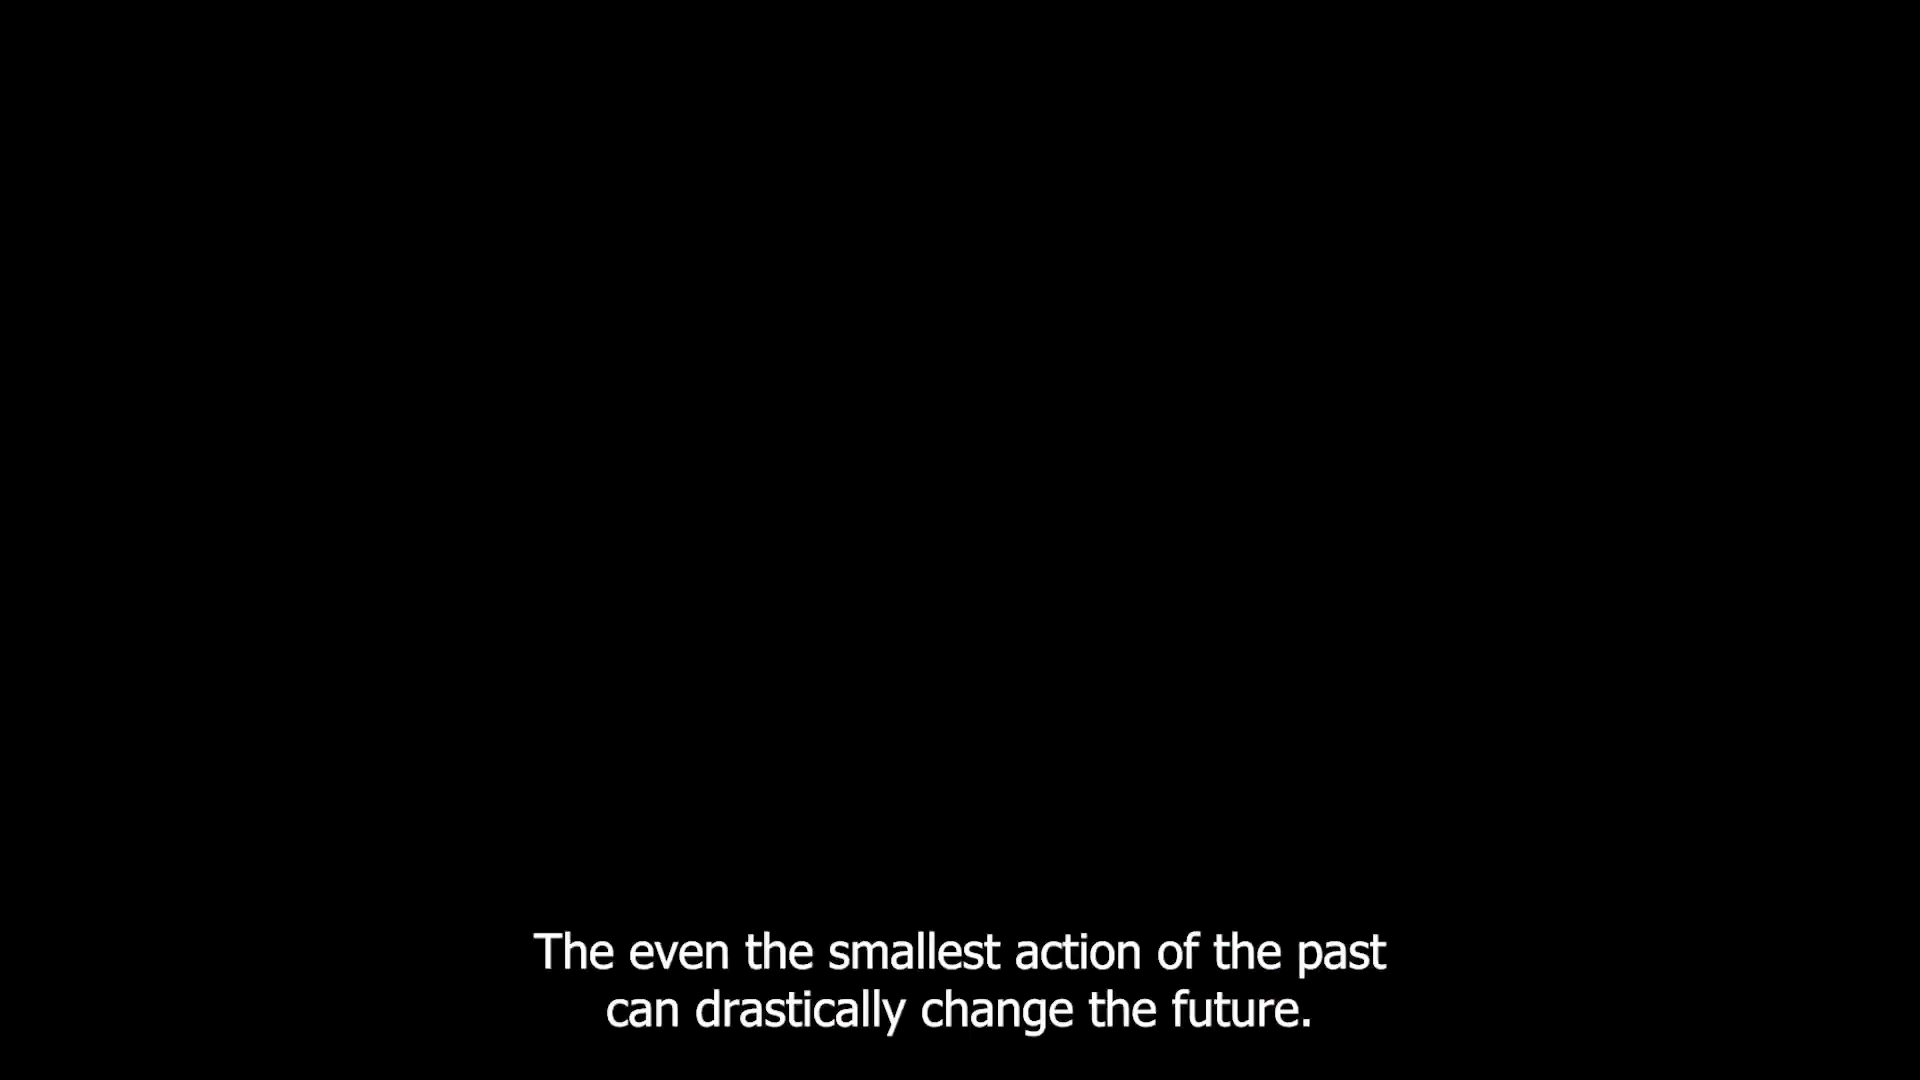 The even the smallest action of the past
can drastically change the future.